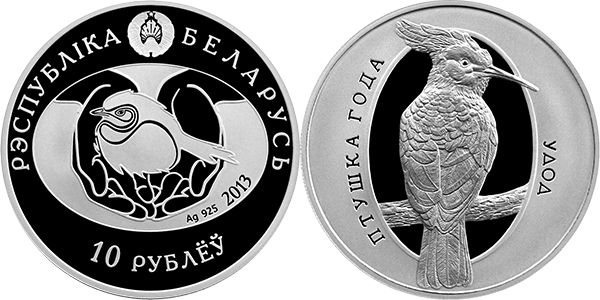 РЭСПУБЛІКА БЕЛАРУСЬ
Ag 925 2013
10 РУБЛЁЎ
ПТУШКА ГОДА
УДОД